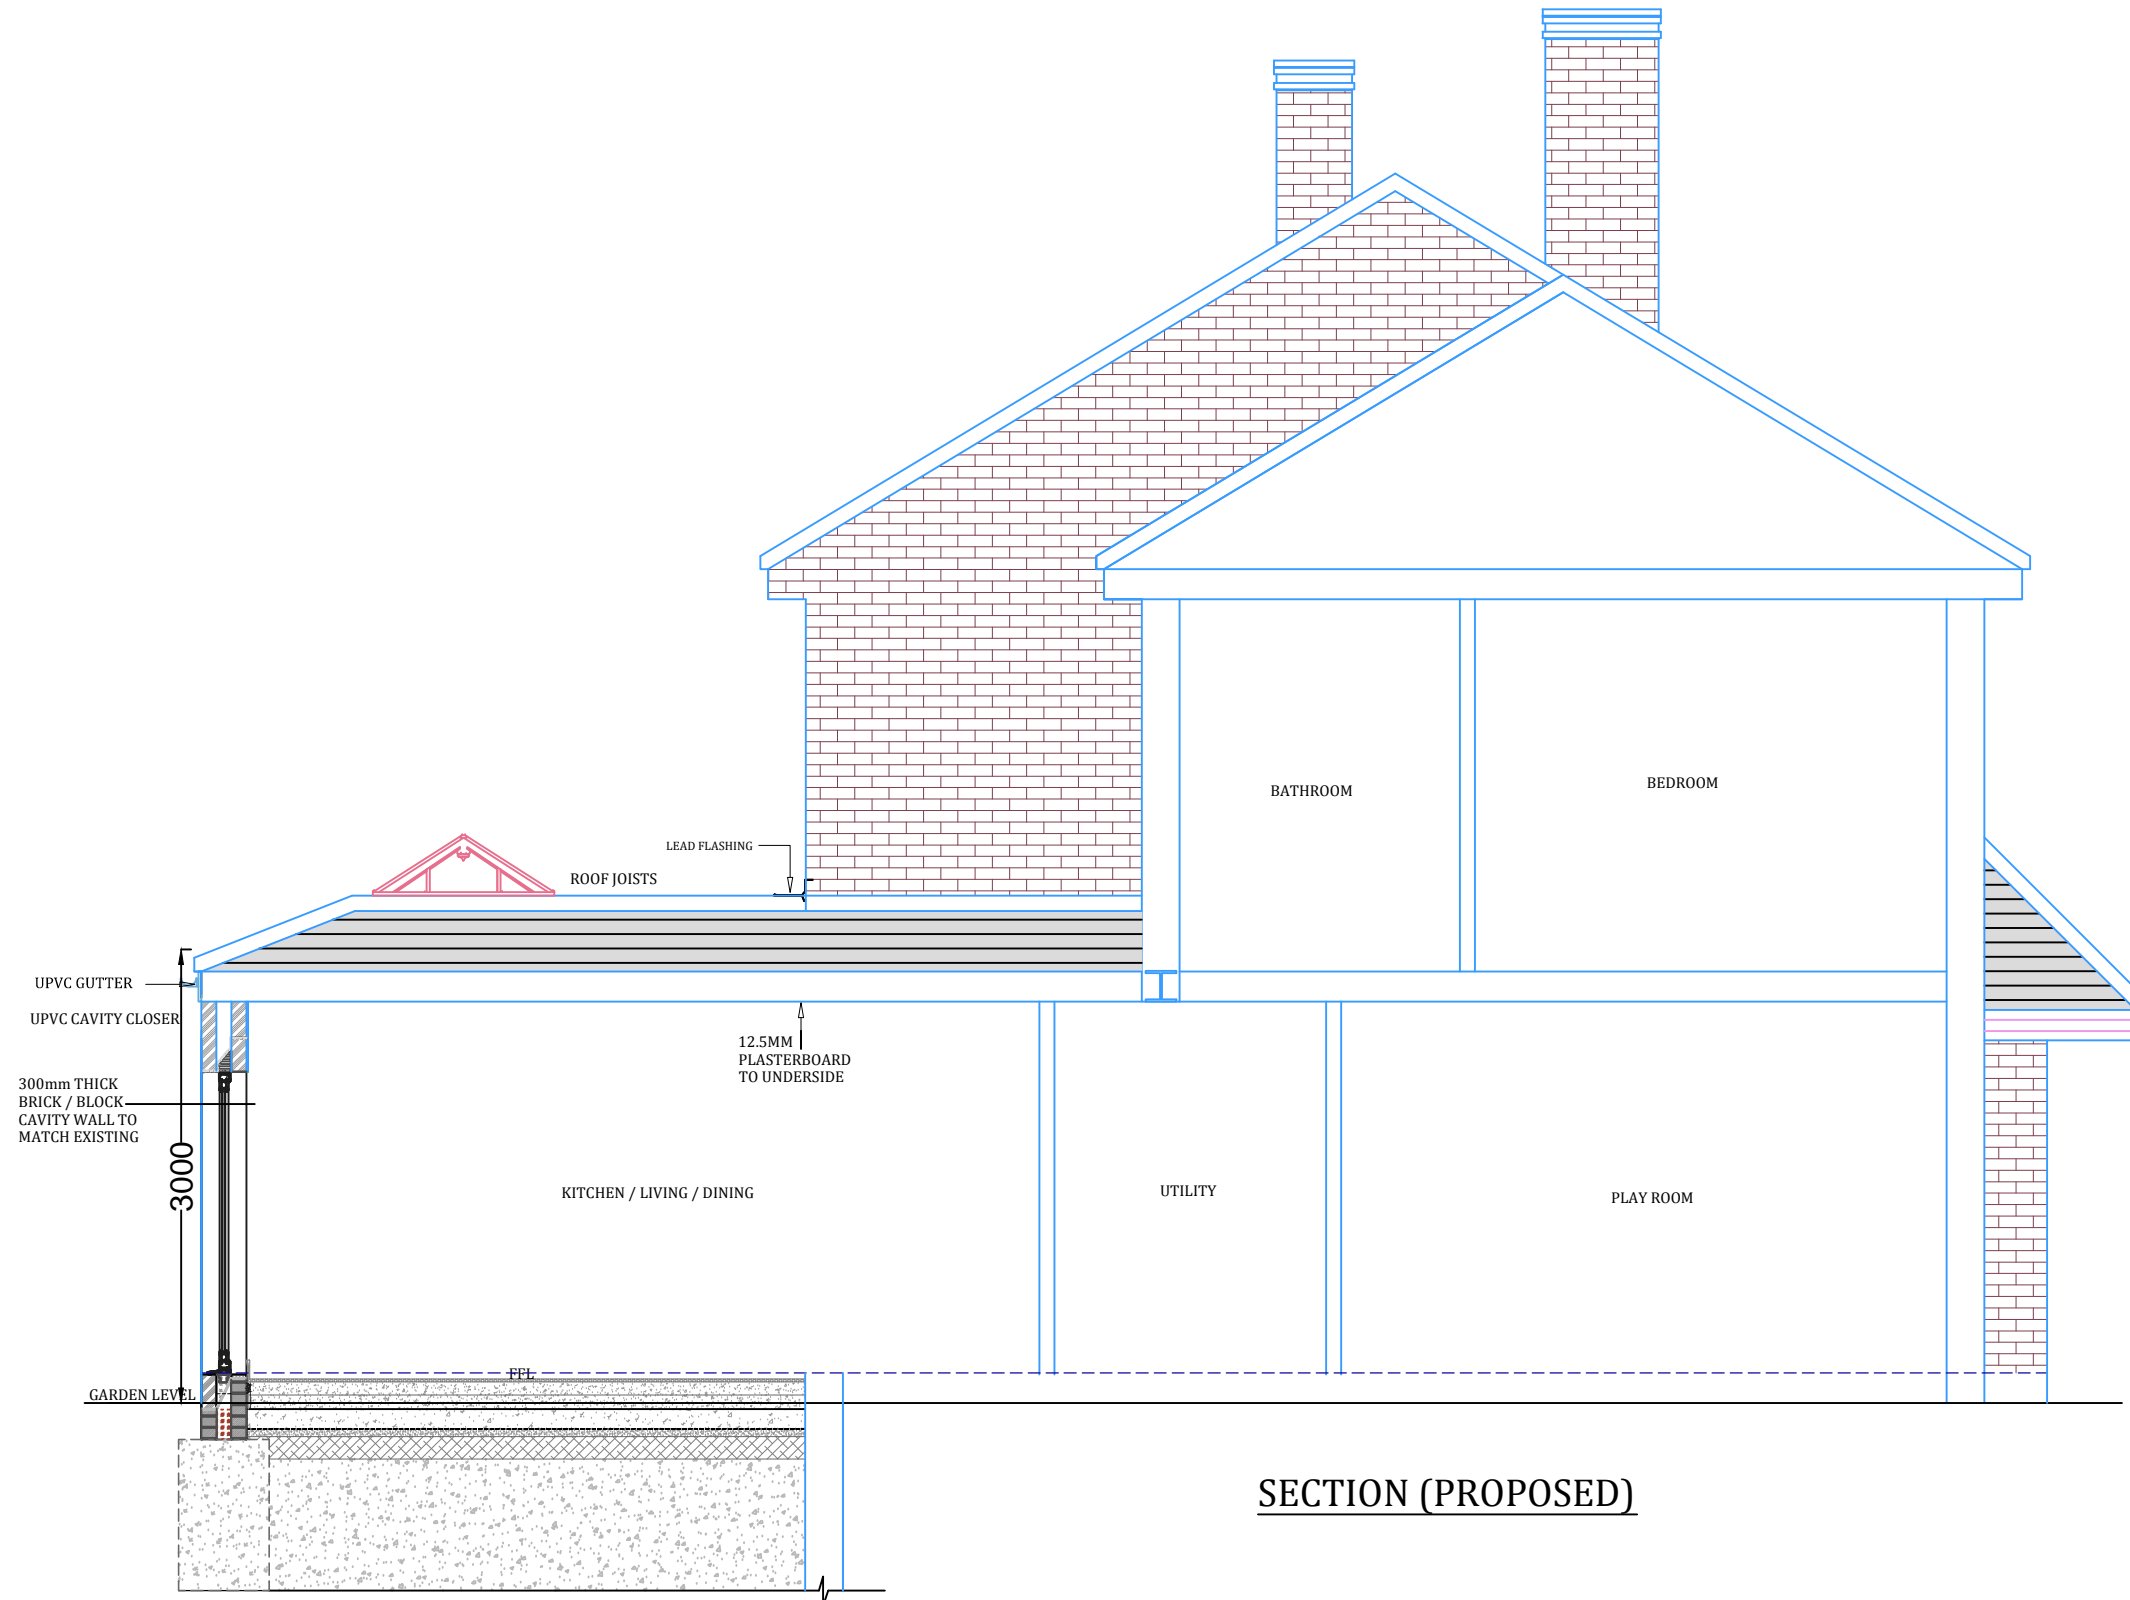 BATHROOM
BEDROOM
LEAD FLASHING
ROOF JOISTS
UPVC GUTTER
UPVC CAVITY CLOSER
12.5MM
PLASTERBOARD
TO UNDERSIDE
300mm THICK
BRICK / BLOCK
CAVITY WALL TO
MATCH EXISTING
3000
KITCHEN / LIVING / DINING
UTILITY
PLAY ROOM
FFL
GARDEN LEVEL
SECTION (PROPOSED)